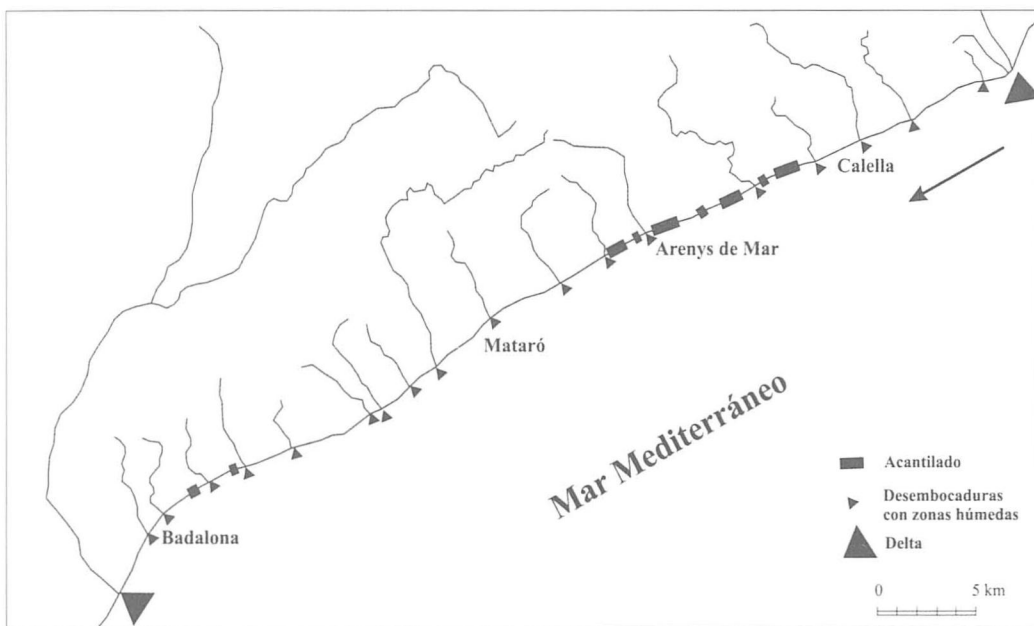 Calella
Arenys de Mar
Mataró
Mar Mediterráneo
Badalona
Acantilado
Desembocaduras
con zonas húmedas
Delta
0 5 km